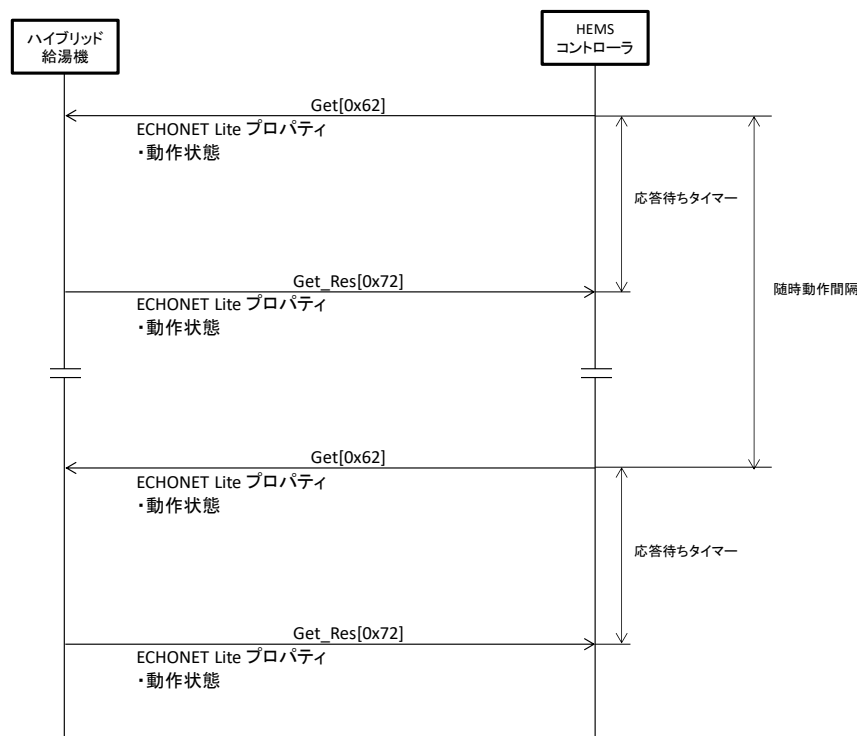 ハイブリッド
給湯機
HEMS
コントローラ
Get[0x62]
ECHONET Lite プロパティ
・動作状態
応答待ちタイマー
Get_Res[0x72]
ECHONET Lite プロパティ
・動作状態
随時動作間隔
Get[0x62]
ECHONET Lite プロパティ
・動作状態
応答待ちタイマー
Get_Res[0x72]
ECHONET Lite プロパティ
・動作状態